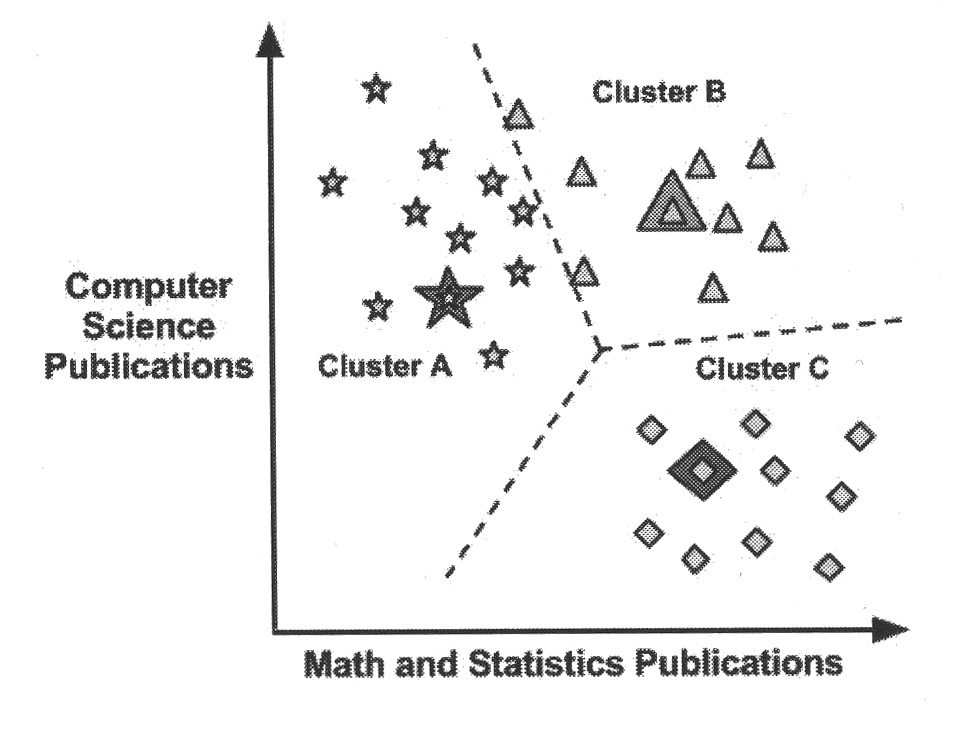 Cluster B
Computer
Science
Publications
Cluster A
Cluster C
Math and Statistics Publications